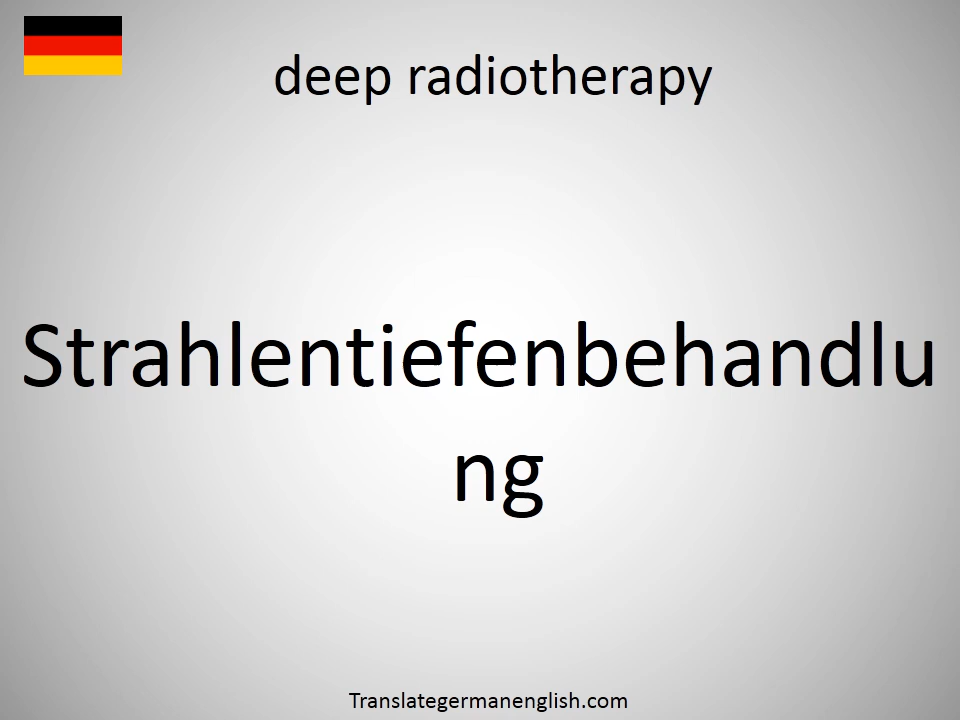 deep radiotherapy
Strahlentiefenbehandlu
ng
Translategermanenglish.com